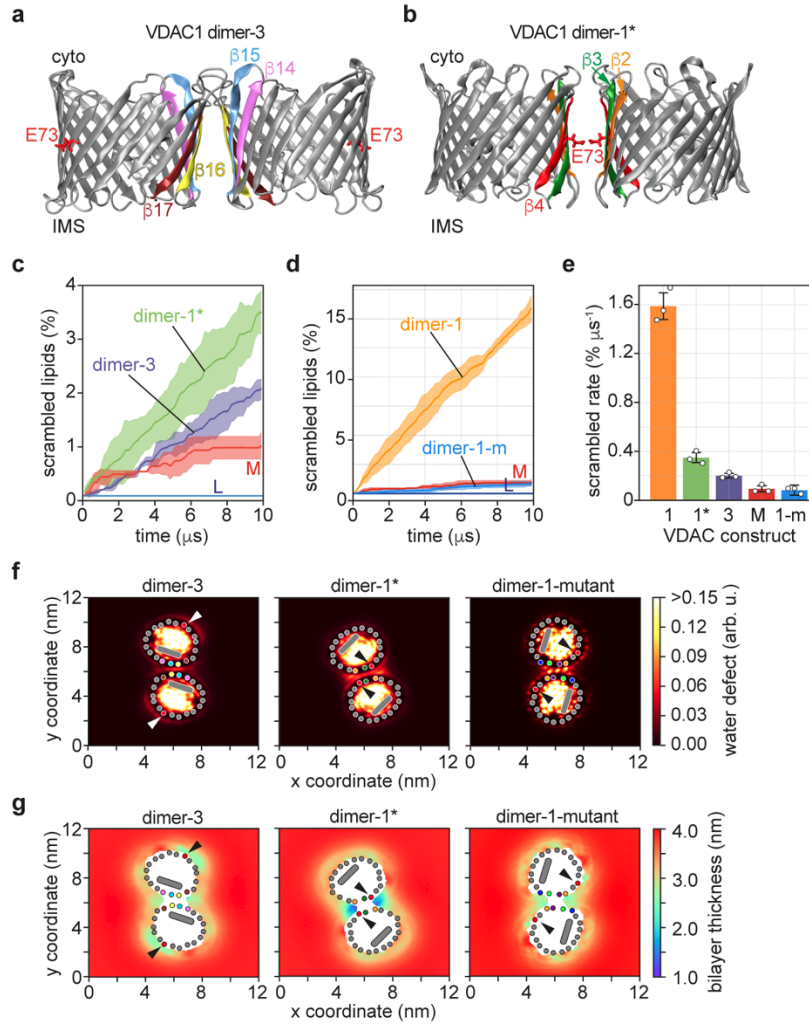 a
VDAC1 dimer-3
cyto
β15
β14
E73
E73
β16
β17
IMS
b
VDAC1 dimer-1*
cyto
β3
β2
E73
β4
IMS
c
scrambled lipids (%)
4
3
2
1
0
dimer-1*
dimer-3
M
L
0 2 4 6 8 10
time (μs)
d
scrambled lipids (%)
15
10
5
0
dimer-1
dimer-1-m
M
L
0 2 4 6 8 10
time (μs)
e
scrambled rate (% μs⁻¹)
1.6
1.2
0.8
0.4
0
1 1* 3 M 1-m
VDAC construct
f
dimer-3 dimer-1* dimer-1-mutant
y coordinate (nm)
12
10
8
6
4
2
0
0 4 8 12 0 4 8 12 0 4 8 12
x coordinate (nm)
>0.15
0.12
0.09
0.06
0.03
0.00
water defect (arb. u.)
g
dimer-3 dimer-1* dimer-1-mutant
y coordinate (nm)
12
10
8
6
4
2
0
0 4 8 12 0 4 8 12 0 4 8 12
x coordinate (nm)
4.0
3.0
2.0
1.0
bilayer thickness (nm)